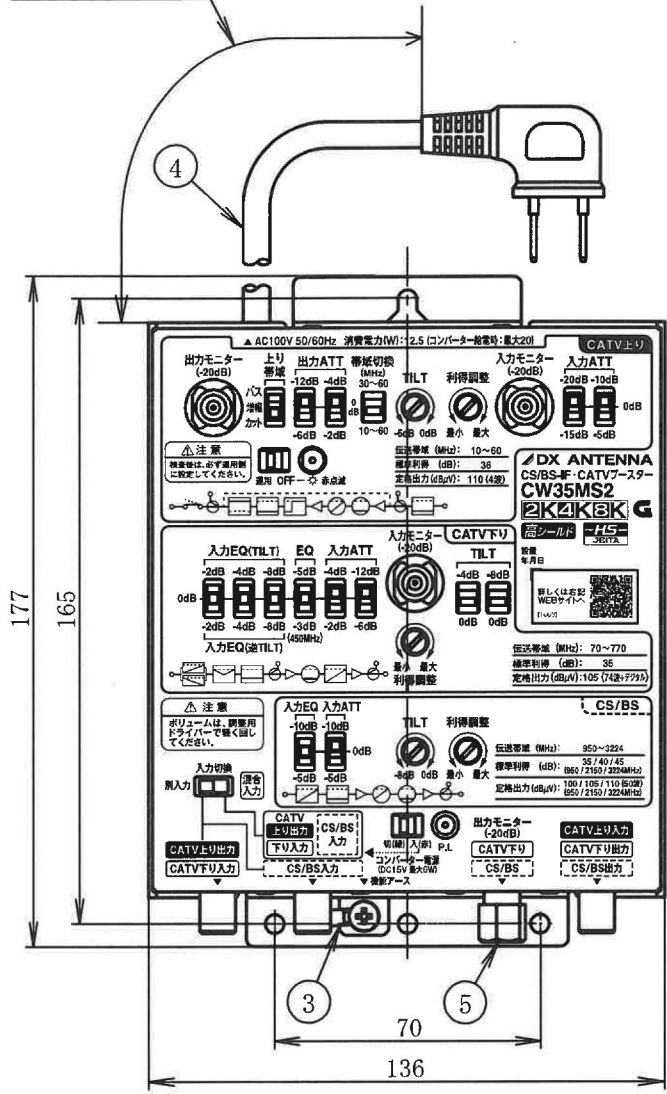 ④
▲ AC100V 50/60Hz 消費電力(W):12.5 (コンバーター給電時:最大20)
CATV上り
出力モニター
(-20dB)
上り
帯域
パス
増幅
カット
出力ATT
-12dB -4dB
0
dB
-6dB -2dB
帯域切換
(MHz)
30~60
10~60
TILT
-6dB 0dB
利得調整
最小 最大
入力モニター
(-20dB)
入力ATT
-20dB -10dB
0dB
-15dB -5dB
⚠注意
検査後は、必ず運用側
に設定してください。
運用 OFF 赤点滅
伝送帯域 (MHz): 10~60
標準利得 (dB): 36
定格出力(dBμV): 110(4波)
DX ANTENNA
CS/BS-IF・CATVブースター
CW35MS2
2K4K8K G
高シールド HS
JEITA
設置
年月日
詳しくは右記
WEBサイトへ
CATV下り
入力EQ(TILT) EQ 入力ATT
-2dB -4dB -8dB -5dB -4dB -12dB
0dB
-2dB -4dB -8dB -3dB -2dB -6dB
(450MHz)
入力EQ(逆TILT)
入力モニター
(-20dB)
最小 最大
利得調整
TILT
-4dB -8dB
0dB 0dB
伝送帯域 (MHz): 70~770
標準利得 (dB): 35
定格出力(dBμV):105 (74波+デジタル)
⚠注意
ボリュームは、調整用
ドライバーで軽く回し
てください。
CS/BS
入力EQ 入力ATT
-10dB -10dB
0dB
-5dB -5dB
TILT
-8dB 0dB
利得調整
最小 最大
伝送帯域 (MHz): 950~3224
標準利得 (dB): 35/40/45
(950/2150/3224MHz)
定格出力(dBμV): 100/105/110(50波)
(950/2150/3224MHz)
入力切換
別入力
混合
入力
CATV
上り出力
下り入力
CS/BS
入力
CATV上り出力
CATV下り入力
CS/BS入力
切(緑) 入(赤)
P.L
コンバーター電源
(DC15V 最大6W)
▼機能アース
出力モニター
(-20dB)
CATV下り
CS/BS
CATV上り入力
CATV下り出力
CS/BS出力
177
165
③
⑤
70
136